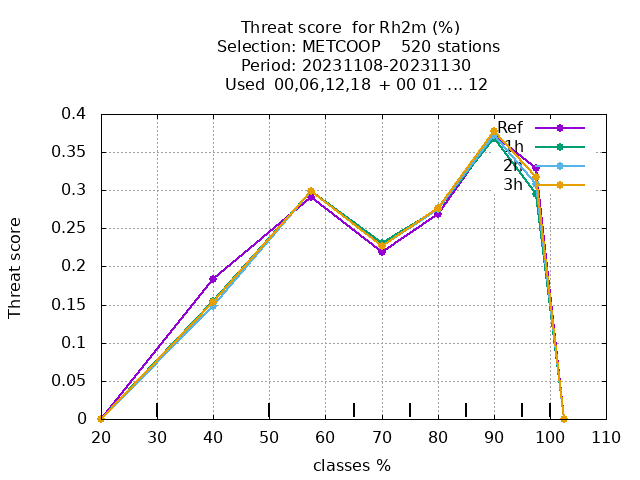 Threat score  for Rh2m (%)
Selection: METCOOP    520 stations
Period: 20231108-20231130
Used  00,06,12,18 + 00 01 ... 12
0.4
0.35
0.3
0.25
0.2
0.15
0.1
0.05
0
Threat score
Ref
1h
2h
3h
20 30 40 50 60 70 80 90 100 110
classes %